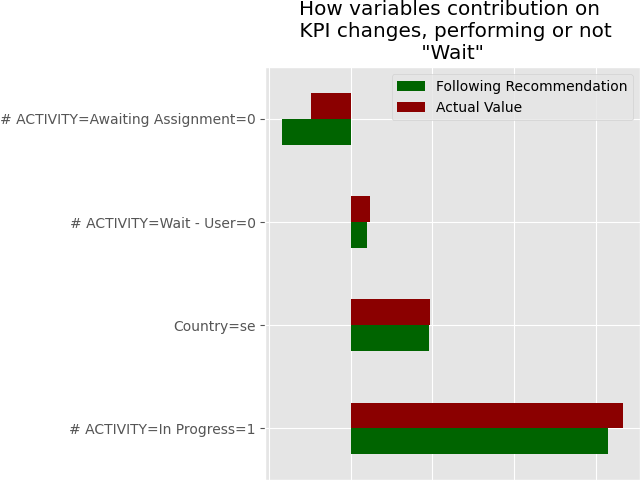 How variables contribution on
KPI changes, performing or not
"Wait"
Following Recommendation
Actual Value
# ACTIVITY=Awaiting Assignment=0
# ACTIVITY=Wait - User=0
Country=se
# ACTIVITY=In Progress=1